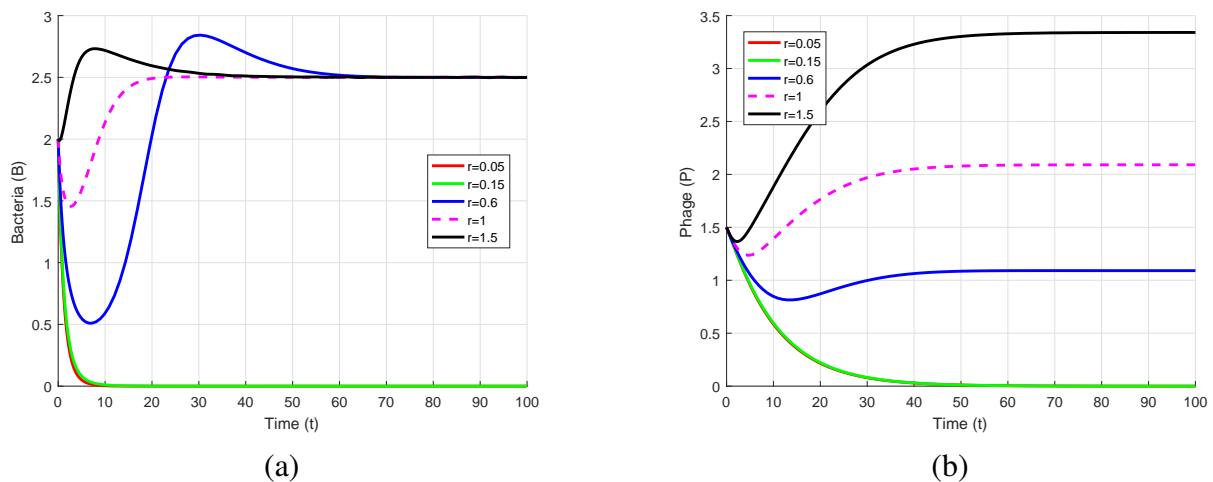 3
2.5
2
1.5
1
0.5
0
Bacteria (B)
r=0.05
r=0.15
r=0.6
r=1
r=1.5
0 10 20 30 40 50 60 70 80 90 100
Time (t)
(a)
3.5
3
2.5
2
1.5
1
0.5
0
Phage (P)
r=0.05
r=0.15
r=0.6
r=1
r=1.5
0 10 20 30 40 50 60 70 80 90 100
Time (t)
(b)